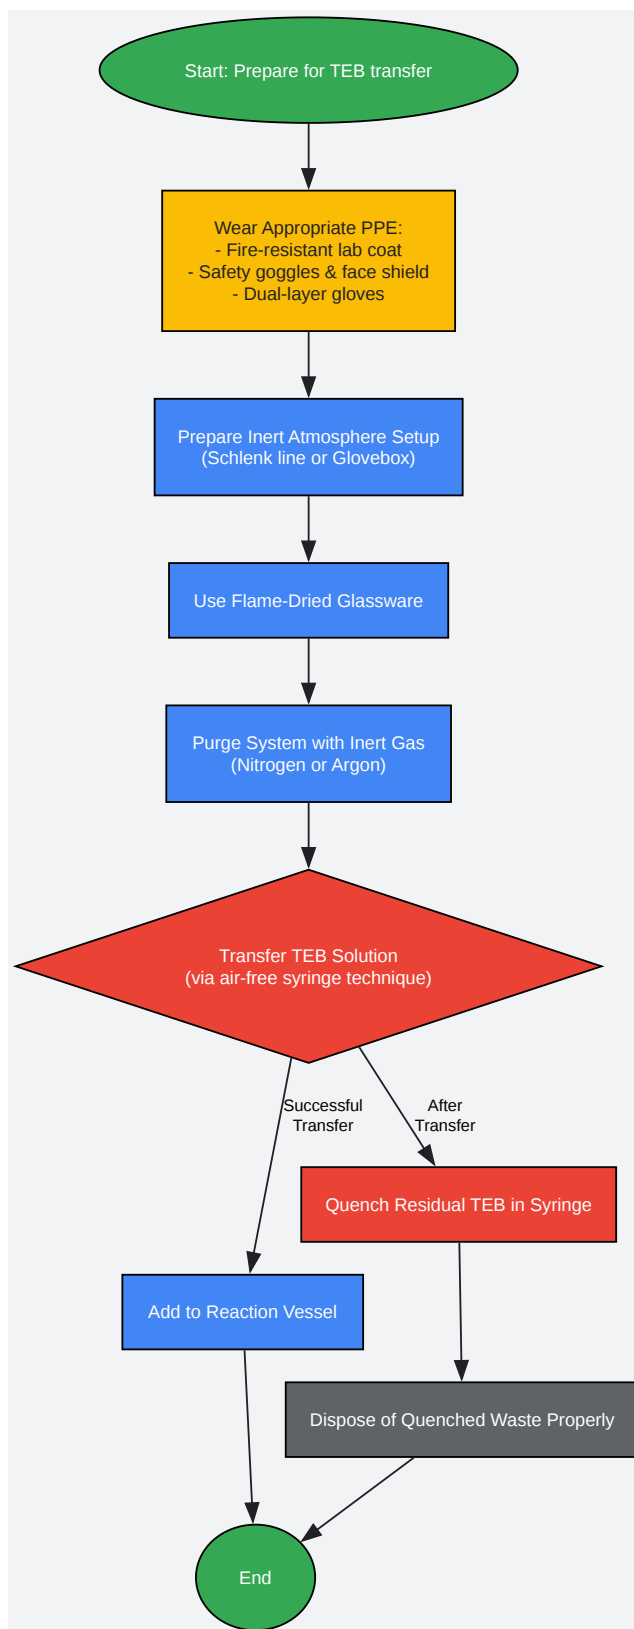 Start: Prepare for TEB transfer
Wear Appropriate PPE:
- Fire-resistant lab coat
- Safety goggles & face shield
- Dual-layer gloves
Prepare Inert Atmosphere Setup
(Schlenk line or Glovebox)
Use Flame-Dried Glassware
Purge System with Inert Gas
(Nitrogen or Argon)
Transfer TEB Solution
(via air-free syringe technique)
Successful
Transfer
After
Transfer
Quench Residual TEB in Syringe
Add to Reaction Vessel
Dispose of Quenched Waste Properly
End